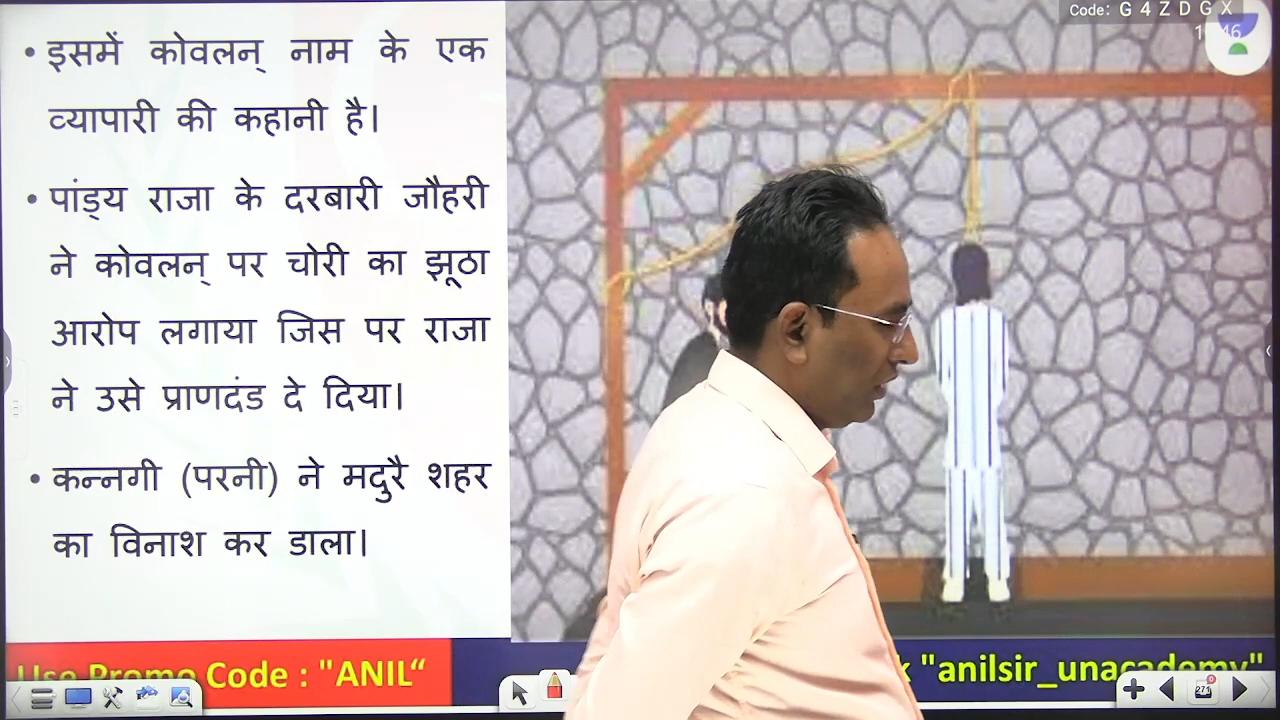 Code: G 4 Z D G X
• इसमें कोवलन् नाम के एक
व्यापारी की कहानी है।
• पांड्य राजा के दरबारी जौहरी
ने कोवलन् पर चोरी का झूठा
आरोप लगाया जिस पर राजा
ने उसे प्राणदंड दे दिया।
• कन्नगी (परनी) ने मदुरै शहर
का विनाश कर डाला।
Use Promo Code : "ANIL“
"anilsir_unacademy"
271